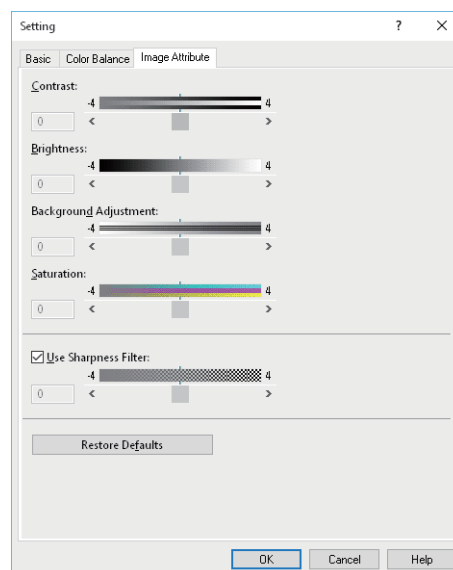 Setting ? ×
Basic Color Balance Image Attribute
Contrast:
-4 4
0 < >
Brightness:
-4 4
0 < >
Background Adjustment:
-4 4
0 < >
Saturation:
-4 4
0 < >
Use Sharpness Filter:
-4 4
0 < >
Restore Defaults
OK Cancel Help